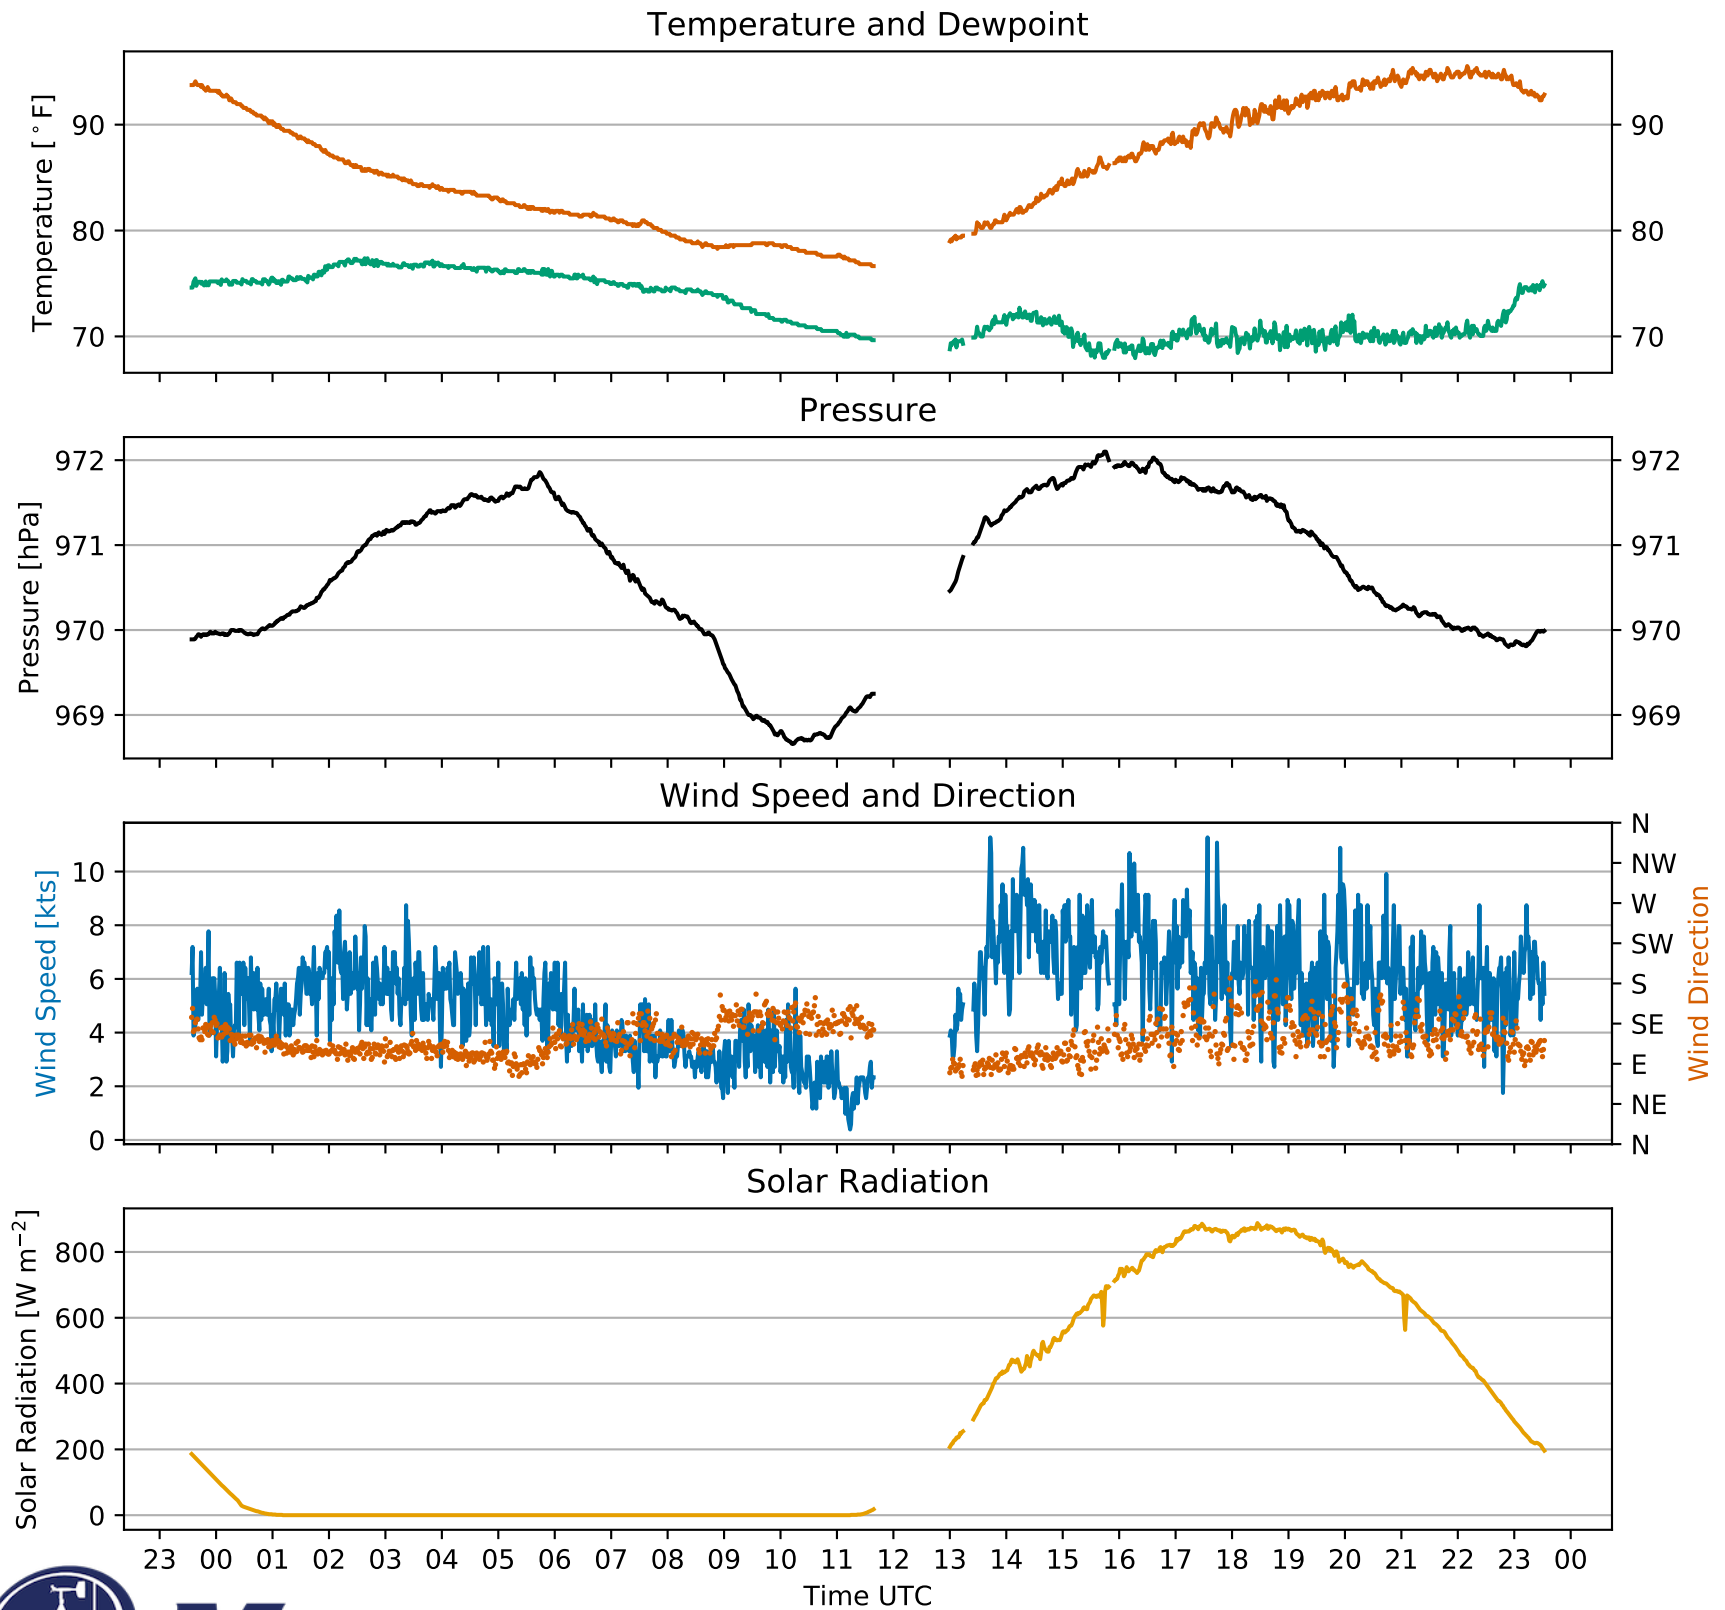 Temperature and Dewpoint
Temperature [°F]
90
80
70
90
80
70
Pressure
Pressure [hPa]
972
971
970
969
972
971
970
969
Wind Speed and Direction
Wind Speed [kts]
10
8
6
4
2
0
N
NW
W
SW
S
SE
E
NE
N
Wind Direction
Solar Radiation
Solar Radiation [W m⁻²]
800
600
400
200
0
23 00 01 02 03 04 05 06 07 08 09 10 11 12 13 14 15 16 17 18 19 20 21 22 23 00
Time UTC